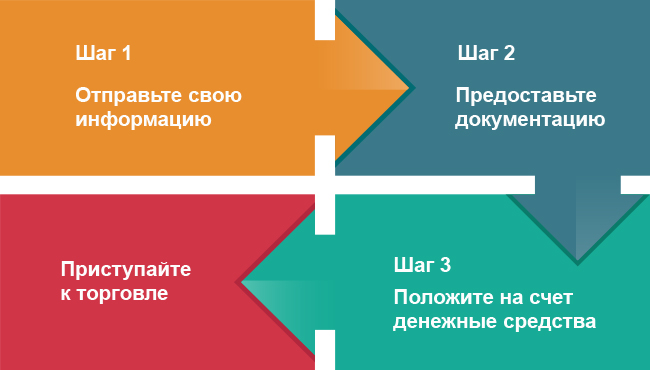 Шаг 1
Отправьте свою
информацию
Шаг 2
Предоставьте
документацию
Шаг 3
Положите на счет
денежные средства
Приступайте
к торговле